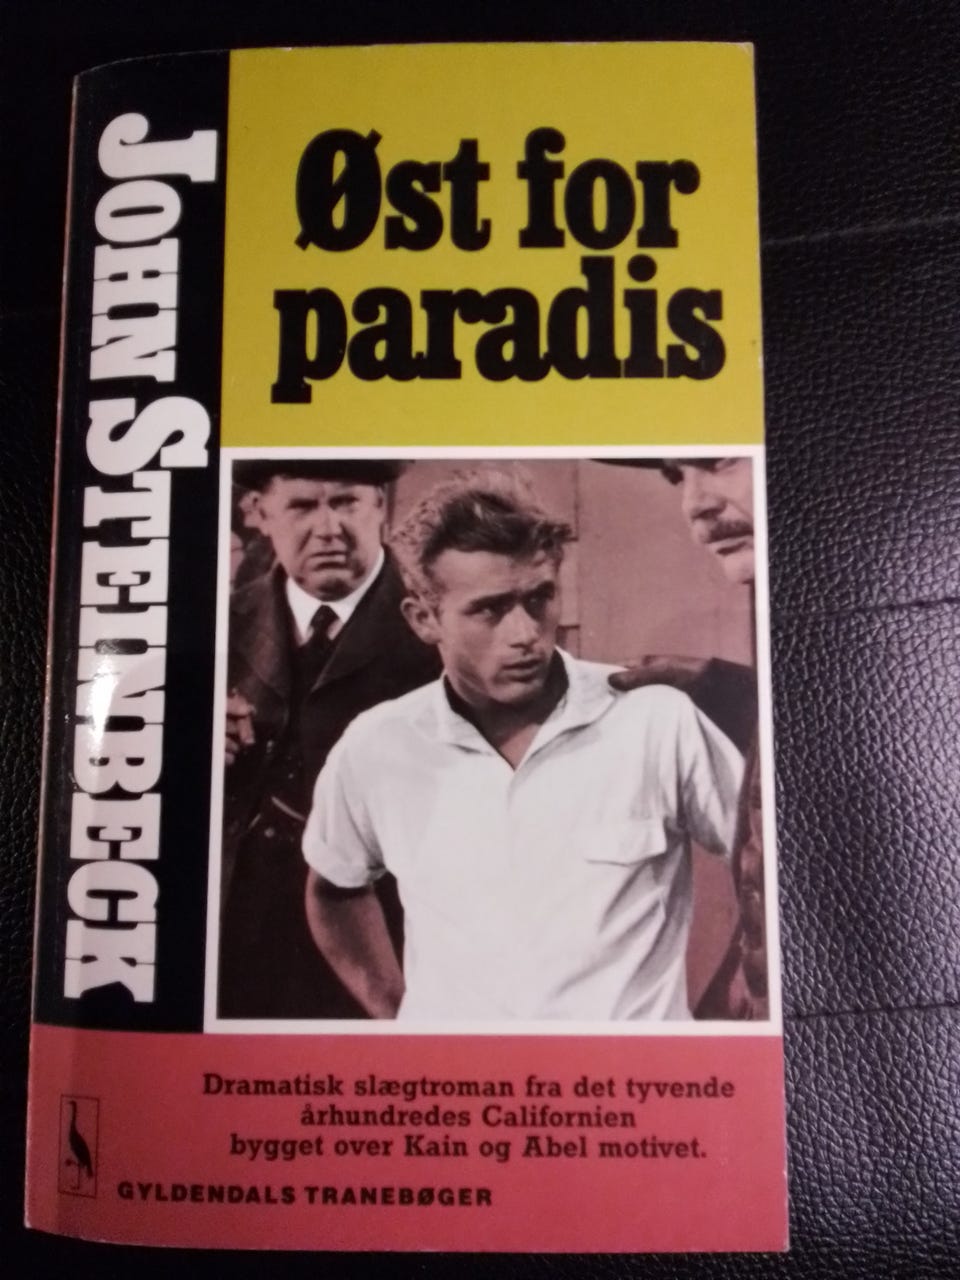 JOHN STEINBECK
Øst for
paradis
Dramatisk slægtroman fra det tyvende
århundredes Californien
bygget over Kain og Abel motivet.
GYLDENDALS TRANEBØGER